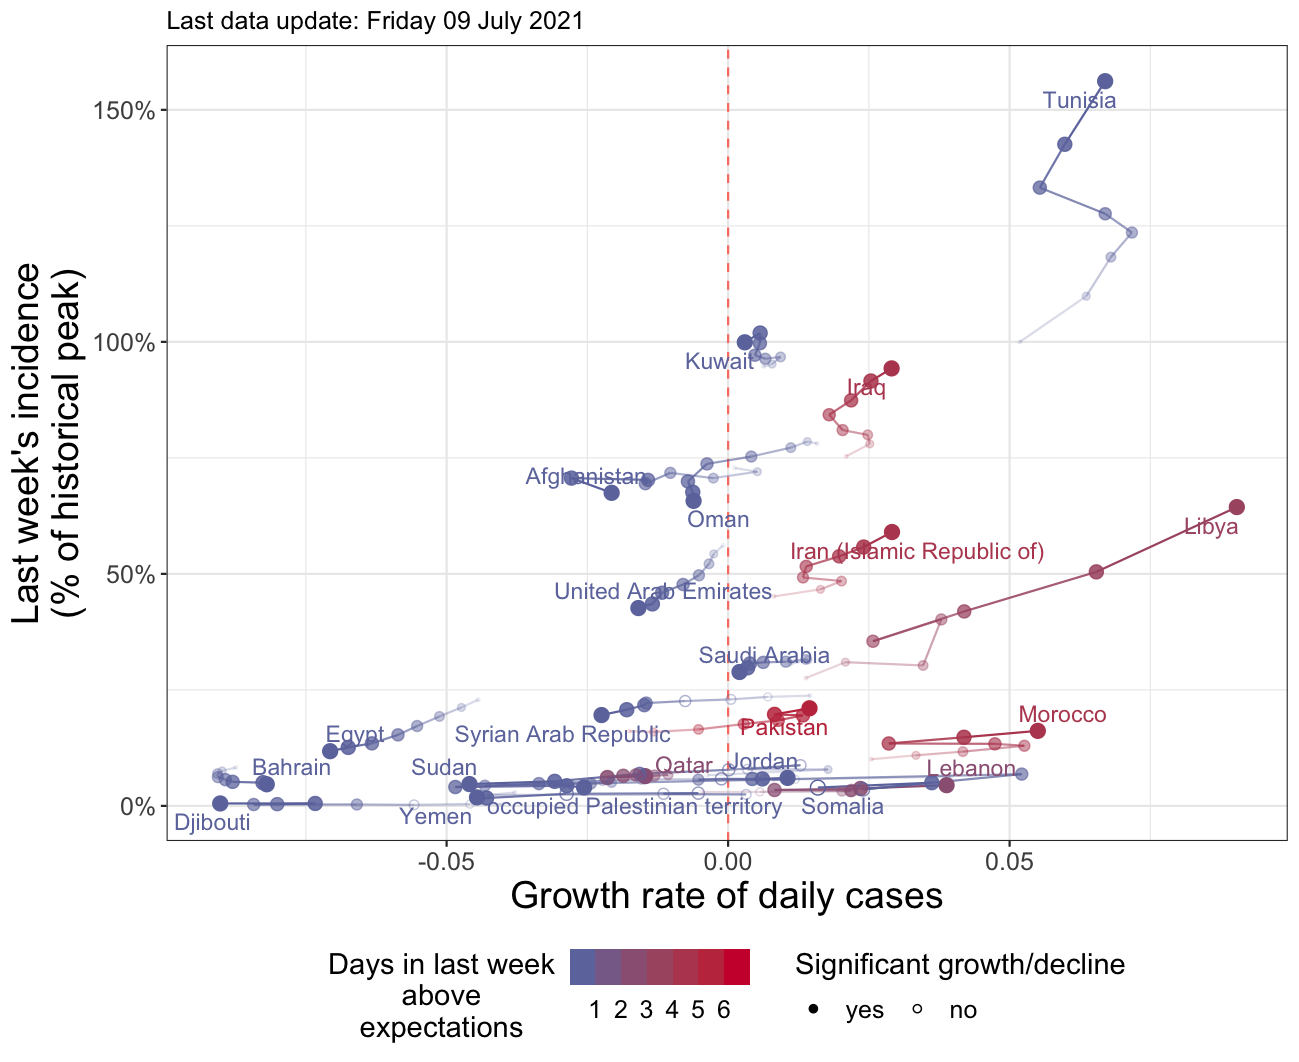 Last data update: Friday 09 July 2021
Last week's incidence
(% of historical peak)
150%
100%
50%
0%
Tunisia
Kuwait
Iraq
Afghanistan
Oman
Libya
Iran (Islamic Republic of)
United Arab Emirates
Saudi Arabia
Morocco
Pakistan
Egypt
Syrian Arab Republic
Bahrain
Sudan
Qatar
Jordan
Lebanon
occupied Palestinian territory
Somalia
Yemen
Djibouti
-0.05
0.00
0.05
Growth rate of daily cases
Days in last week
above
expectations
1 2 3 4 5 6
Significant growth/decline
yes
no